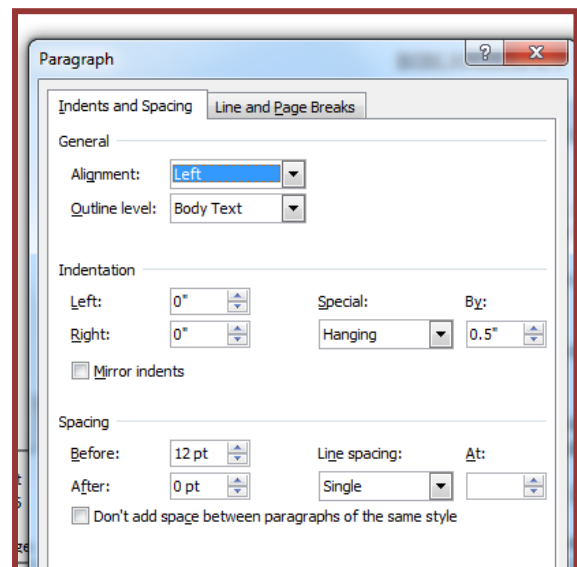 Paragraph ? X
Indents and Spacing Line and Page Breaks
General
Alignment: Left
Outline level: Body Text
Indentation
Left: 0" Special: By:
Right: 0" Hanging 0.5"
Mirror indents
Spacing
Before: 12 pt Line spacing: At:
After: 0 pt Single
Don't add space between paragraphs of the same style